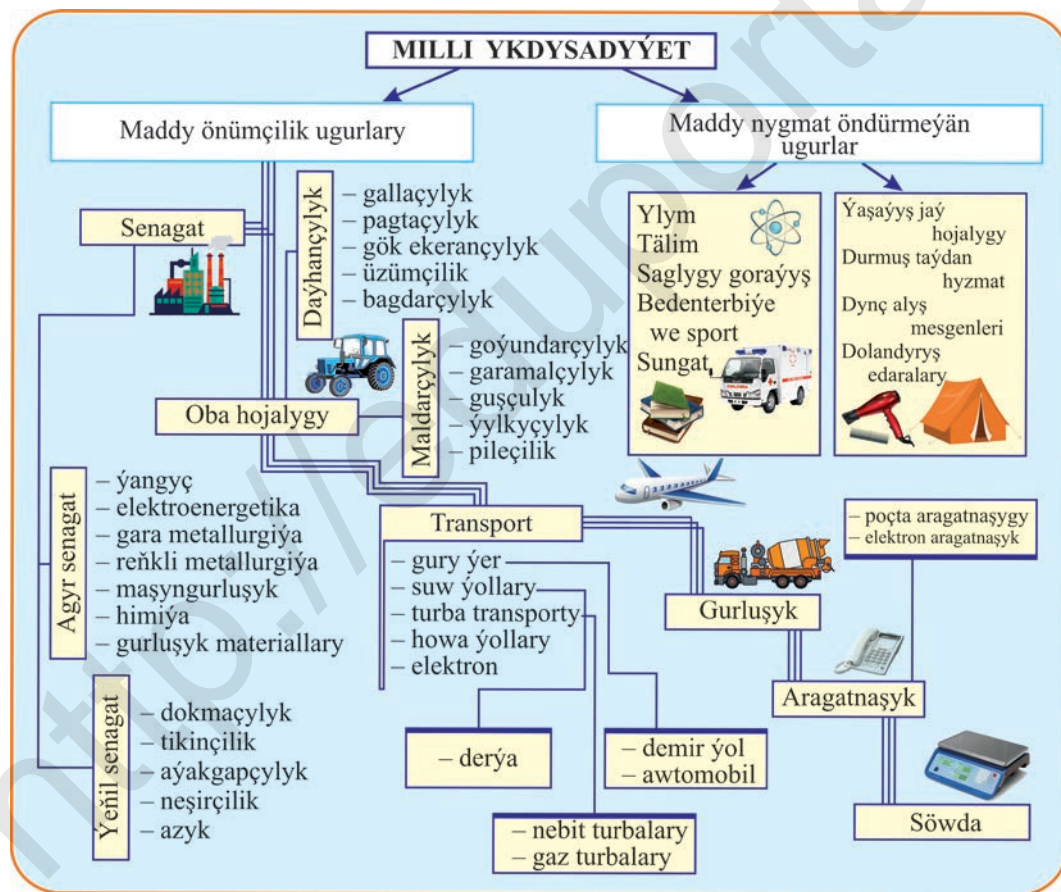 MILLI YKDYSADYÝET
Maddy önümçilik ugurlary
Maddy nygmat öndürmeýän
ugurlar
Senagat
Daýhançylyk
– gallaçylyk
– pagtaçylyk
– gök ekerançylyk
– üzümçilik
– bagdarçylyk
Ylym
Tälim
Saglygy goraýyş
Bedenterbiýe
we sport
Sungat
Ýaşaýyş jaý
hojalygy
Durmuş taýdan
hyzmat
Dynç alyş
mesgenleri
Dolandyryş
edaralary
Oba hojalygy
Maldarçylyk
– goýundarçylyk
– garamalçylyk
– guşçulyk
– ýylkyçylyk
– pileçilik
Agyr senagat
– ýangyç
– elektroenergetika
– gara metallurgiýa
– reňkli metallurgiýa
– maşyngurluşyk
– himiýa
– gurluşyk materiallary
Transport
– gury ýer
– suw ýollary
– turba transporty
– howa ýollary
– elektron
– poçta aragatnaşygy
– elektron aragatnaşyk
Gurluşyk
Aragatnaşyk
Ýeňil senagat
– dokmaçylyk
– tikinçilik
– aýakgapçylyk
– neşirçilik
– azyk
– derýa
– demir ýol
– awtomobil
– nebit turbalary
– gaz turbalary
Söwda